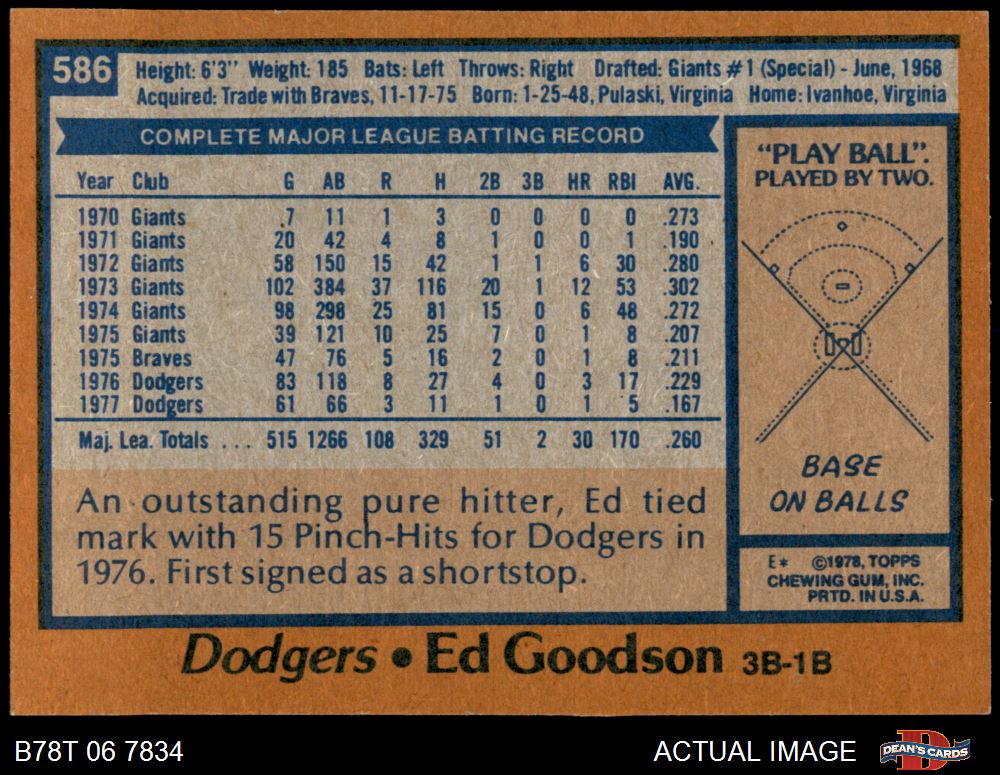 586
Height: 6'3" Weight: 185 Bats: Left Throws: Right Drafted: Giants #1 (Special) - June, 1968
Acquired: Trade with Braves, 11-17-75 Born: 1-25-48, Pulaski, Virginia Home: Ivanhoe, Virginia
COMPLETE MAJOR LEAGUE BATTING RECORD
Year Club G AB R H 2B 3B HR RBI AVG.
1970 Giants 7 11 1 3 0 0 0 0 .273
1971 Giants 20 42 4 8 1 0 0 1 .190
1972 Giants 58 150 15 42 1 1 6 30 .280
1973 Giants 102 384 37 116 20 1 12 53 .302
1974 Giants 98 298 25 81 15 0 6 48 .272
1975 Giants 39 121 10 25 7 0 1 8 .207
1975 Braves 47 76 5 16 2 0 1 8 .211
1976 Dodgers 83 118 8 27 4 0 3 17 .229
1977 Dodgers 61 66 3 11 1 0 1 5 .167
Maj. Lea. Totals ... 515 1266 108 329 51 2 30 170 .260
An outstanding pure hitter, Ed tied
mark with 15 Pinch-Hits for Dodgers in
1976. First signed as a shortstop.
"PLAY BALL".
PLAYED BY TWO.
BASE
ON BALLS
E* ©1978, TOPPS
CHEWING GUM, INC.
PRTD. IN U.S.A.
Dodgers • Ed Goodson 3B-1B
B78T 06 7834 ACTUAL IMAGE DEAN'S CARDS